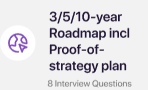 3/5/10-year
Roadmap incl
Proof-of-
strategy plan
8 Interview Questions